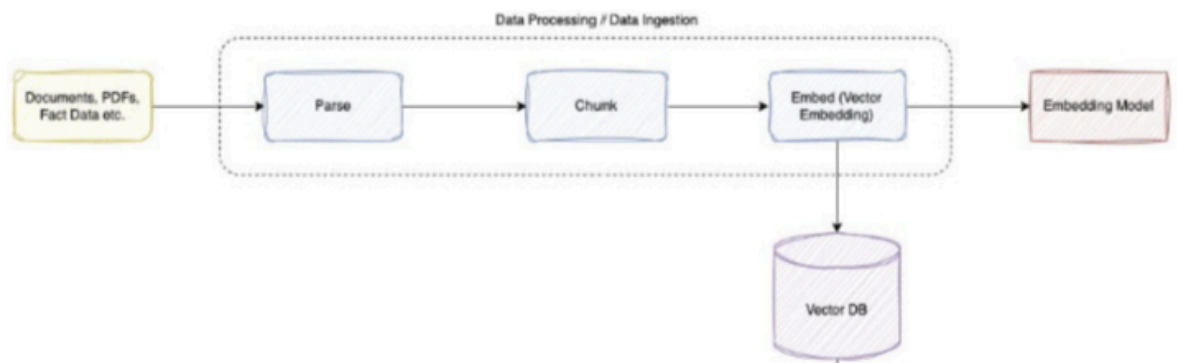 Data Processing // Data Ingestion
Documents, PDFs,
Fact Data etc.
Parse
Chunk
Embed (Vector
Embedding)
Embedding Model
Vector DB